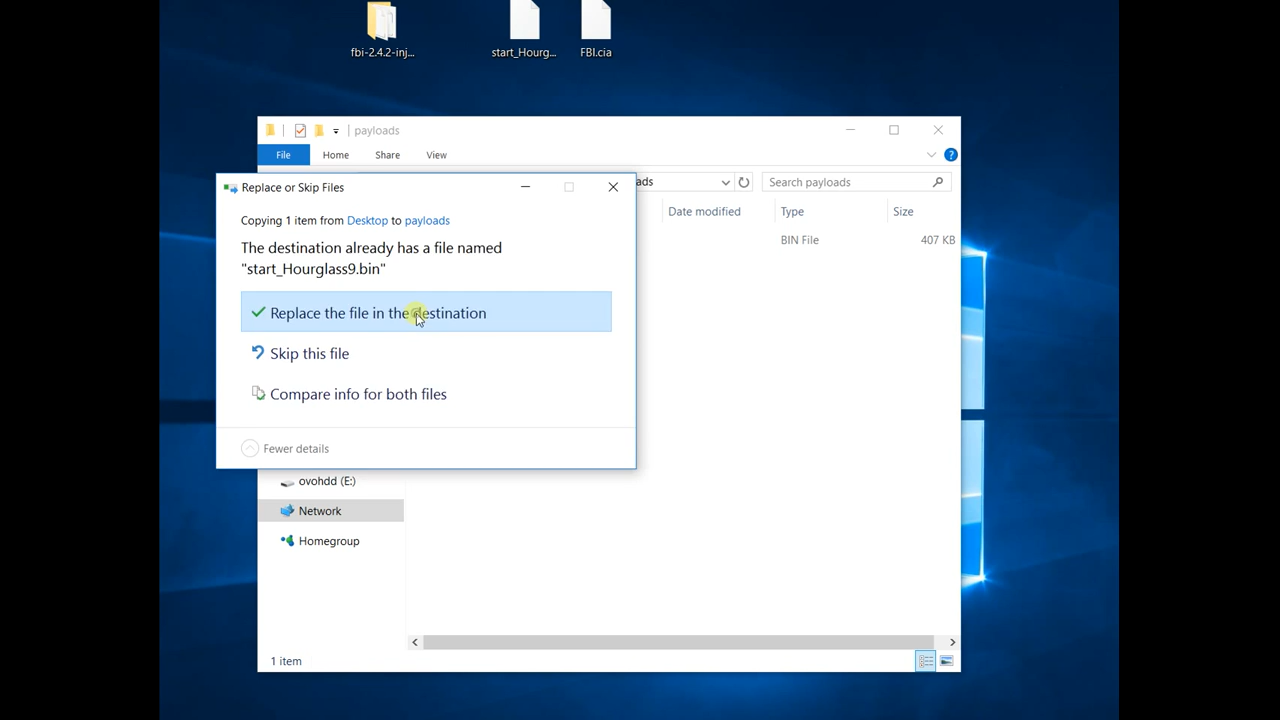 fbi-2.4.2-inj...
start_Hourg...
FBI.cia
payloads
File
Home
Share
View
Replace or Skip Files
ads
Search payloads
Copying 1 item from Desktop to payloads
The destination already has a file named
"start_Hourglass9.bin"
Date modified
Type
Size
BIN File
407 KB
Replace the file in the destination
Skip this file
Compare info for both files
Fewer details
ovohdd (E:)
Network
Homegroup
1 item